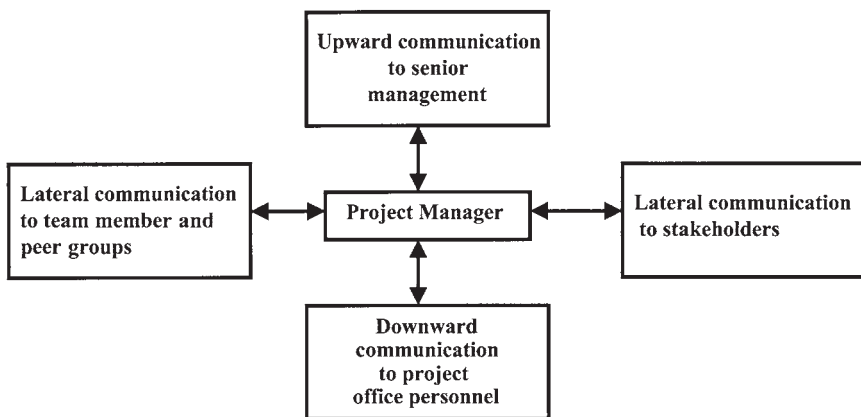 Upward communication
to senior
management
Lateral communication
to team member and
peer groups
Project Manager
Lateral communication
to stakeholders
Downward
communication
to project
office personnel